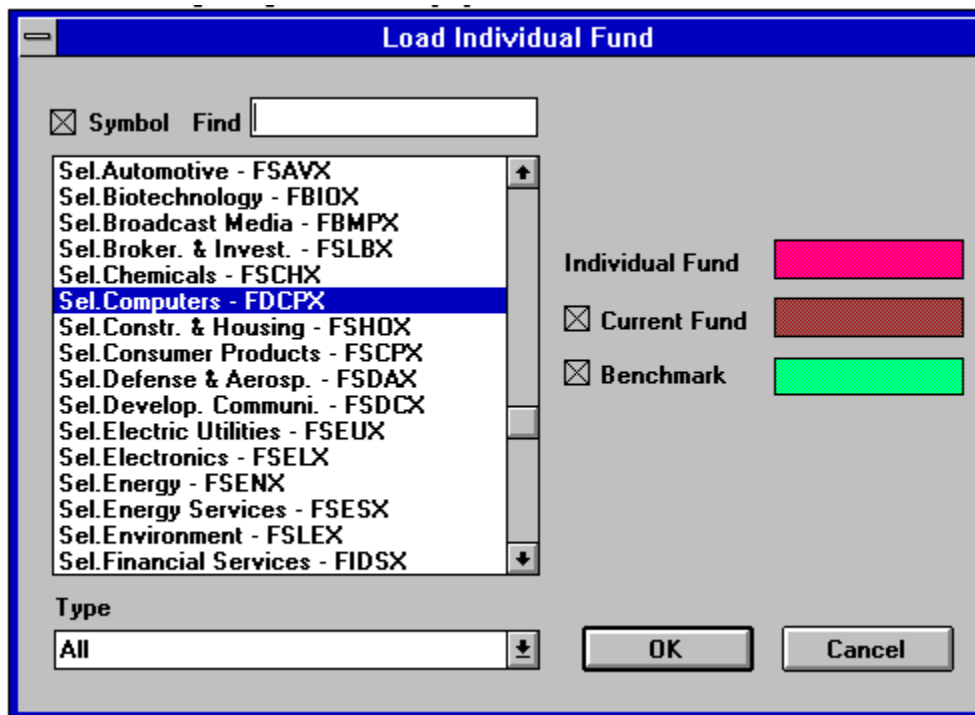 Load Individual Fund
Symbol Find
Sel.Automotive - FSAVX
Sel.Biotechnology - FBIOX
Sel.Broadcast Media - FBMPX
Sel.Broker. & Invest. - FSLBX
Sel.Chemicals - FSCHX
Sel.Computers - FDCPX
Sel.Constr. & Housing - FSHOX
Sel.Consumer Products - FSCPX
Sel.Defense & Aerosp. - FSDAX
Sel.Develop. Communi. - FSDCX
Sel.Electric Utilities - FSEUX
Sel.Electronics - FSELX
Sel.Energy - FSENX
Sel.Energy Services - FSESX
Sel.Environment - FSLEX
Sel.Financial Services - FIDSX
Individual Fund
Current Fund
Benchmark
Type
All
OK
Cancel